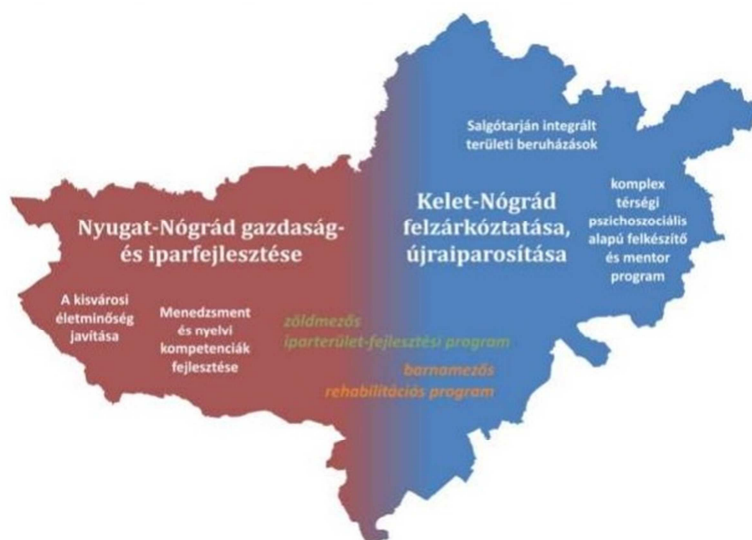 Salgótarján integrált
területi beruházások
Nyugat-Nógrád gazdaság-
és iparfejlesztése
Kelet-Nógrád
felzárkóztatása,
újraiparosítása
komplex
térségi
pszichoszociális
alapú felkészítő
és mentor
program
A kisvárosi
életminőség
javítása
Menedzsment
és nyelvi
kompetenciák
fejlesztése
zöldmezős
iparterület-fejlesztési program
barnamezős
rehabilitációs program